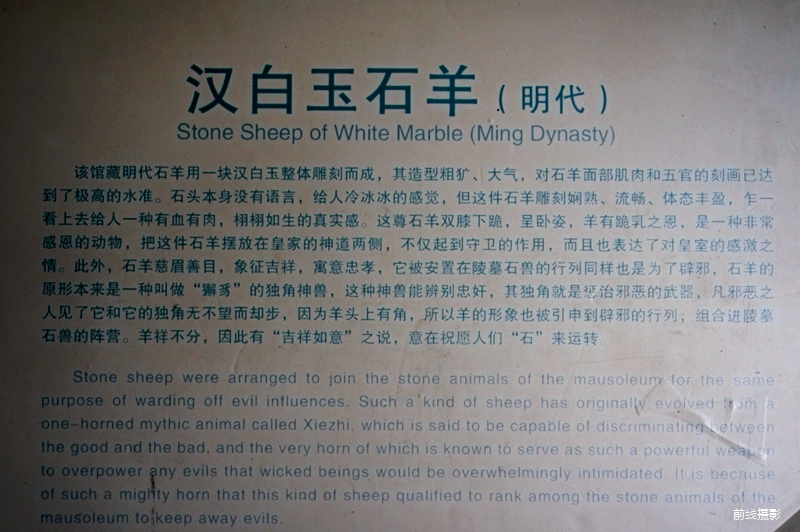 汉白玉石羊（明代）
Stone Sheep of White Marble (Ming Dynasty)
该馆藏明代石羊用一块汉白玉整体雕刻而成，其造型粗犷、大气，对石羊面部肌肉和五官的刻画已达
到了极高的水准。石头本身没有语言，给人冷冰冰的感觉，但这件石羊雕刻娴熟、流畅、体态丰盈，乍一
看上去给人一种有血有肉，栩栩如生的真实感。这尊石羊双膝下跪，呈卧姿，羊有跪乳之恩，是一种非常
感恩的动物，把这件石羊摆放在皇家的神道两侧，不仅起到守卫的作用，而且也表达了对皇室的感激之
情。此外，石羊慈眉善目，象征吉祥，寓意忠孝，它被安置在陵墓石兽的行列同样也是为了辟邪，石羊的
原形本来是一种叫做“獬豸”的独角神兽，这种神兽能辨别忠奸，其独角就是惩治邪恶的武器，凡邪恶之
人见了它和它的独角无不望而却步，因为羊头上有角，所以羊的形象也被引申到辟邪的行列，组合进陵墓
石兽的阵营。羊祥不分，因此有“吉祥如意”之说，意在祝愿人们“石”来运转。
Stone sheep were arranged to join the stone animals of the mausoleum for the same
purpose of warding off evil influences. Such a kind of sheep has originally evolved from a
one-horned mythic animal called Xiezhi, which is said to be capable of discriminating between
the good and the bad, and the very horn of which is known to serve as such a powerful weapon
to overpower any evils that wicked beings would be overwhelmingly intimidated. It is because
of such a mighty horn that this kind of sheep qualified to rank among the stone animals of the
mausoleum to keep away evils.
前线摄影